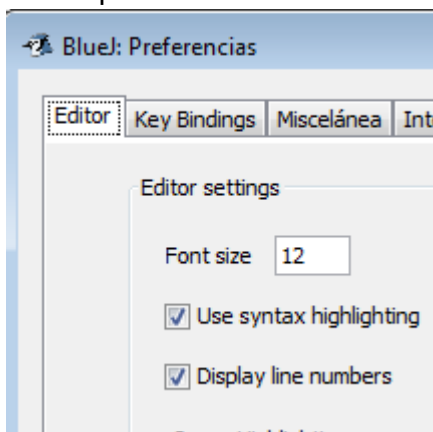 BlueJ: Preferencias
Editor Key Bindings Miscelánea
Editor settings
Font size 12
Use syntax highlighting
Display line numbers